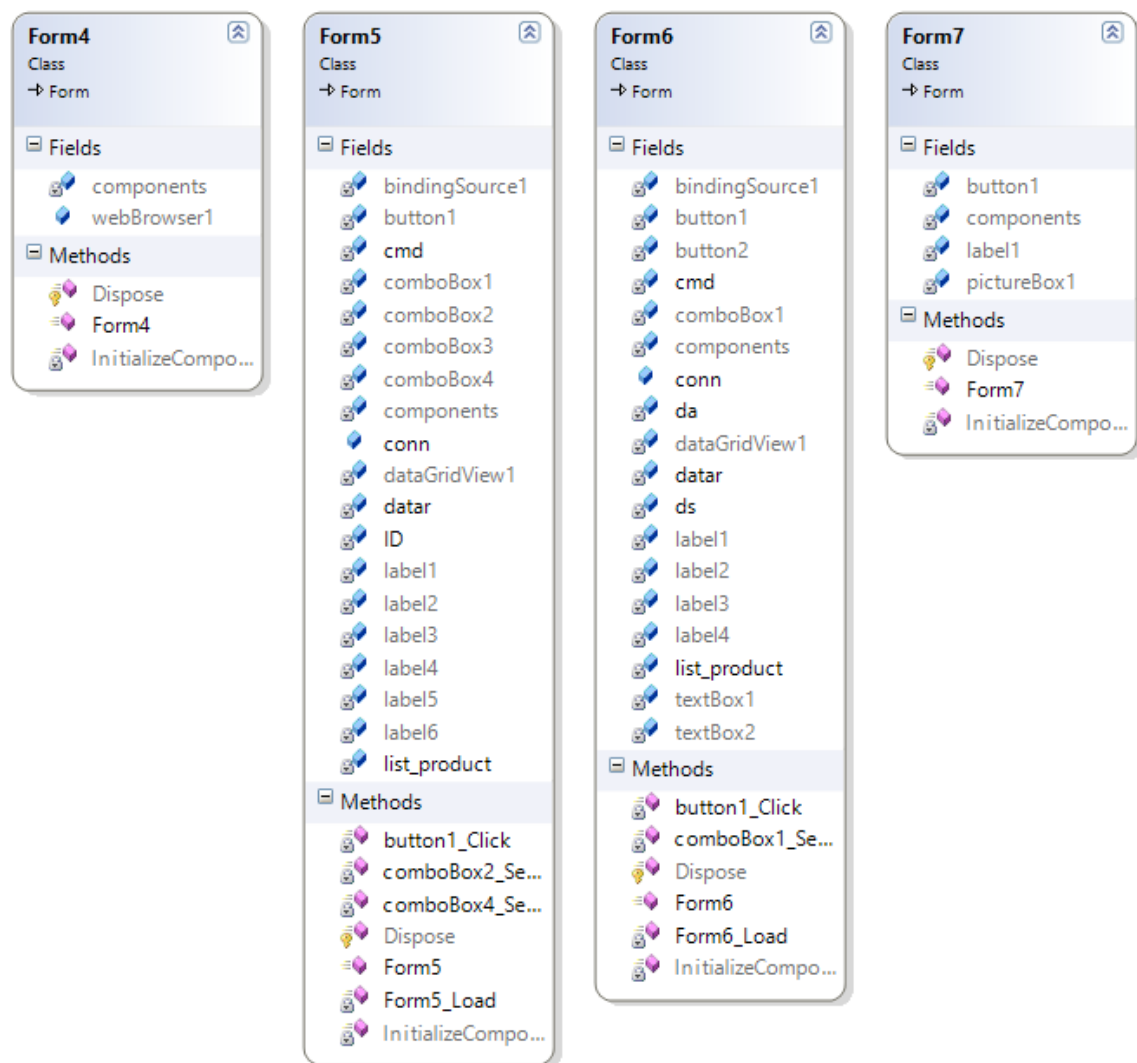 Form4
Class
Form
Fields
components
webBrowser1
Methods
Dispose
Form4
InitializeCompo...
Form5
Class
Form
Fields
bindingSource1
button1
cmd
comboBox1
comboBox2
comboBox3
comboBox4
components
conn
dataGridView1
datar
ID
label1
label2
label3
label4
label5
label6
list_product
Methods
button1_Click
comboBox2_Se...
comboBox4_Se...
Dispose
Form5
Form5_Load
InitializeCompo...
Form6
Class
Form
Fields
bindingSource1
button1
button2
cmd
comboBox1
components
conn
da
dataGridView1
datar
ds
label1
label2
label3
label4
list_product
textBox1
textBox2
Methods
button1_Click
comboBox1_Se...
Dispose
Form6
Form6_Load
InitializeCompo...
Form7
Class
Form
Fields
button1
components
label1
pictureBox1
Methods
Dispose
Form7
InitializeCompo...